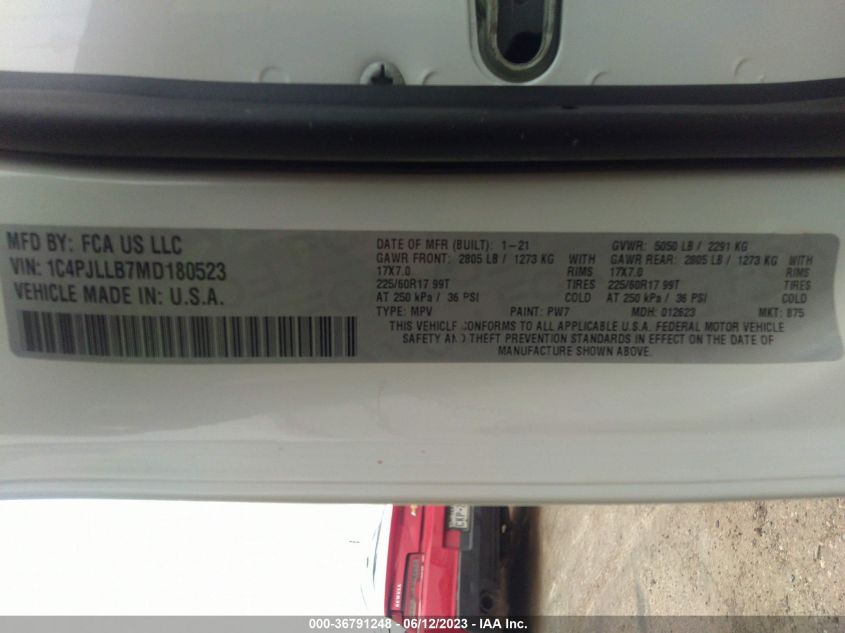 MFD BY: FCA US LLC
VIN: 1C4PJLLB7MD180523
VEHICLE MADE IN: U.S.A.
DATE OF MFR (BUILT): 1-21 GVWR: 5050 LB / 2291 KG
GAWR FRONT: 2805 LB / 1273 KG WITH GAWR REAR: 2805 LB / 1273 KG WITH
17X7.0 RIMS 17X7.0 RIMS
225/60R17 99T TIRES 225/60R17 99T TIRES
AT 250 kPa / 36 PSI COLD AT 250 kPa / 36 PSI COLD
TYPE: MPV PAINT: PW7 MDH: 012623 MKT: 875
THIS VEHICLE CONFORMS TO ALL APPLICABLE U.S.A. FEDERAL MOTOR VEHICLE
SAFETY AND THEFT PREVENTION STANDARDS IN EFFECT ON THE DATE OF
MANUFACTURE SHOWN ABOVE.
000-36791248 - 06/12/2023 - IAA Inc.